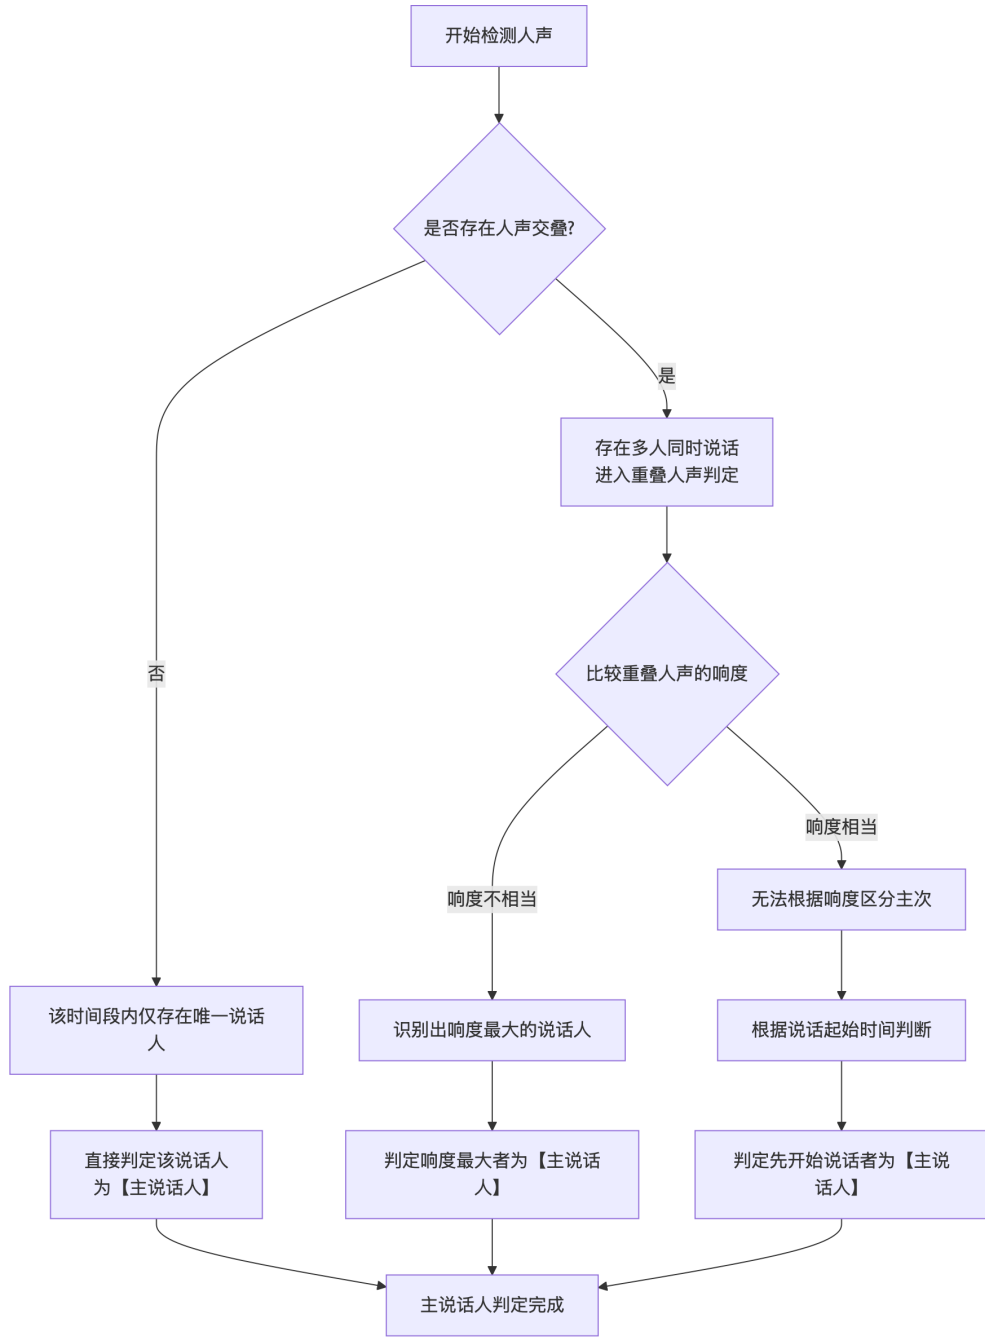 开始检测人声
是否存在人声交叠?
是
存在多人同时说话
进入重叠人声判定
否
比较重叠人声的响度
响度相当
响度不相当
无法根据响度区分主次
该时间段内仅存在唯一说话
人
识别出响度最大的说话人
根据说话起始时间判断
直接判定该说话人
为【主说话人】
判定响度最大者为【主说话
人】
判定先开始说话者为【主说
话人】
主说话人判定完成